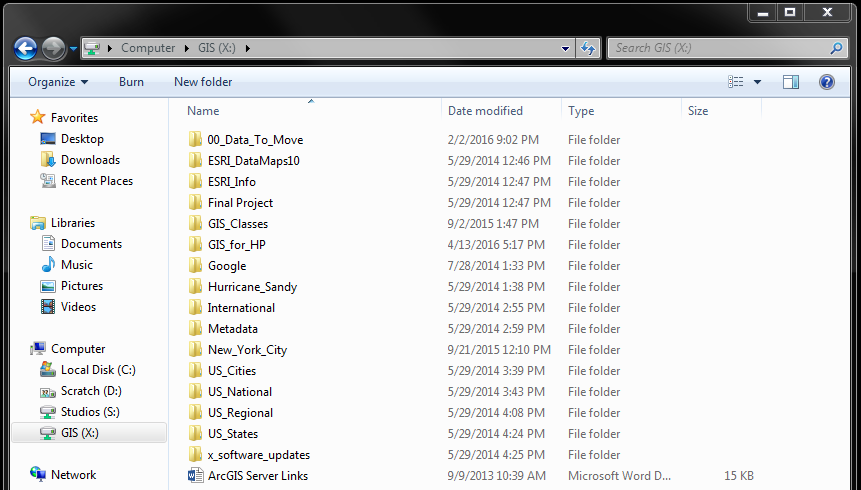 Computer GIS (X:) Search GIS (X:)
Organize Burn New folder
Name Date modified Type Size
Favorites
Desktop
Downloads
Recent Places
Libraries
Documents
Music
Pictures
Videos
Computer
Local Disk (C:)
Scratch (D:)
Studios (S:)
GIS (X:)
Network
00_Data_To_Move 2/2/2016 9:02 PM File folder
ESRI_DataMaps10 5/29/2014 12:46 PM File folder
ESRI_Info 5/29/2014 12:47 PM File folder
Final Project 5/29/2014 12:47 PM File folder
GIS_Classes 9/2/2015 1:47 PM File folder
GIS_for_HP 4/13/2016 5:17 PM File folder
Google 7/28/2014 1:33 PM File folder
Hurricane_Sandy 5/29/2014 1:38 PM File folder
International 5/29/2014 2:55 PM File folder
Metadata 5/29/2014 2:59 PM File folder
New_York_City 9/21/2015 12:10 PM File folder
US_Cities 5/29/2014 3:39 PM File folder
US_National 5/29/2014 3:43 PM File folder
US_Regional 5/29/2014 4:08 PM File folder
US_States 5/29/2014 4:24 PM File folder
x_software_updates 5/29/2014 4:25 PM File folder
ArcGIS Server Links 9/9/2013 10:39 AM Microsoft Word D... 15 KB